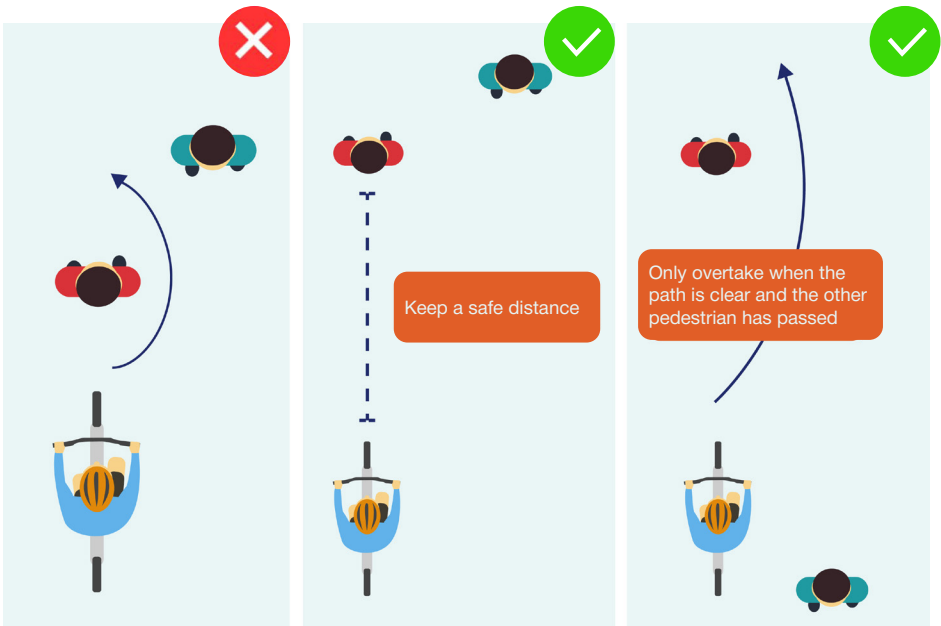 Keep a safe distance
Only overtake when the
path is clear and the other
pedestrian has passed